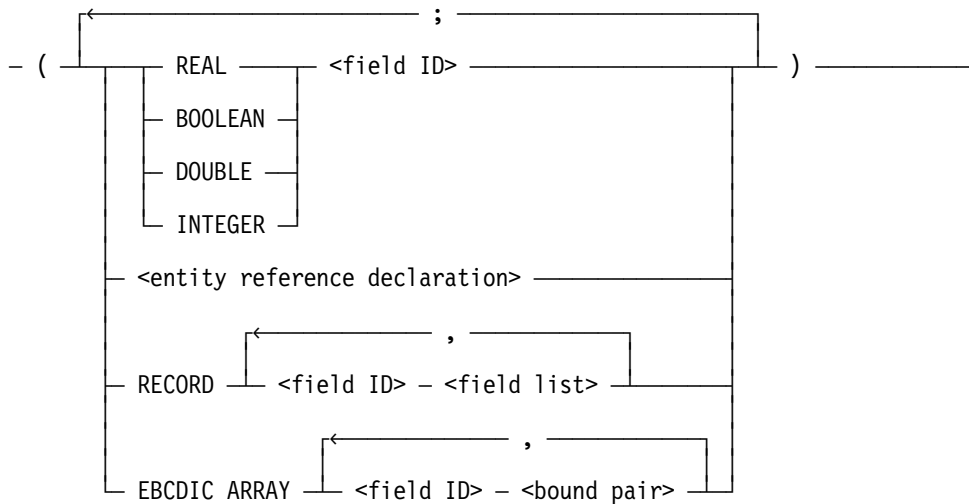 ;
( REAL <field ID> )
BOOLEAN
DOUBLE
INTEGER
<entity reference declaration>
,
RECORD <field ID> <field list>
,
EBCDIC ARRAY <field ID> <bound pair>